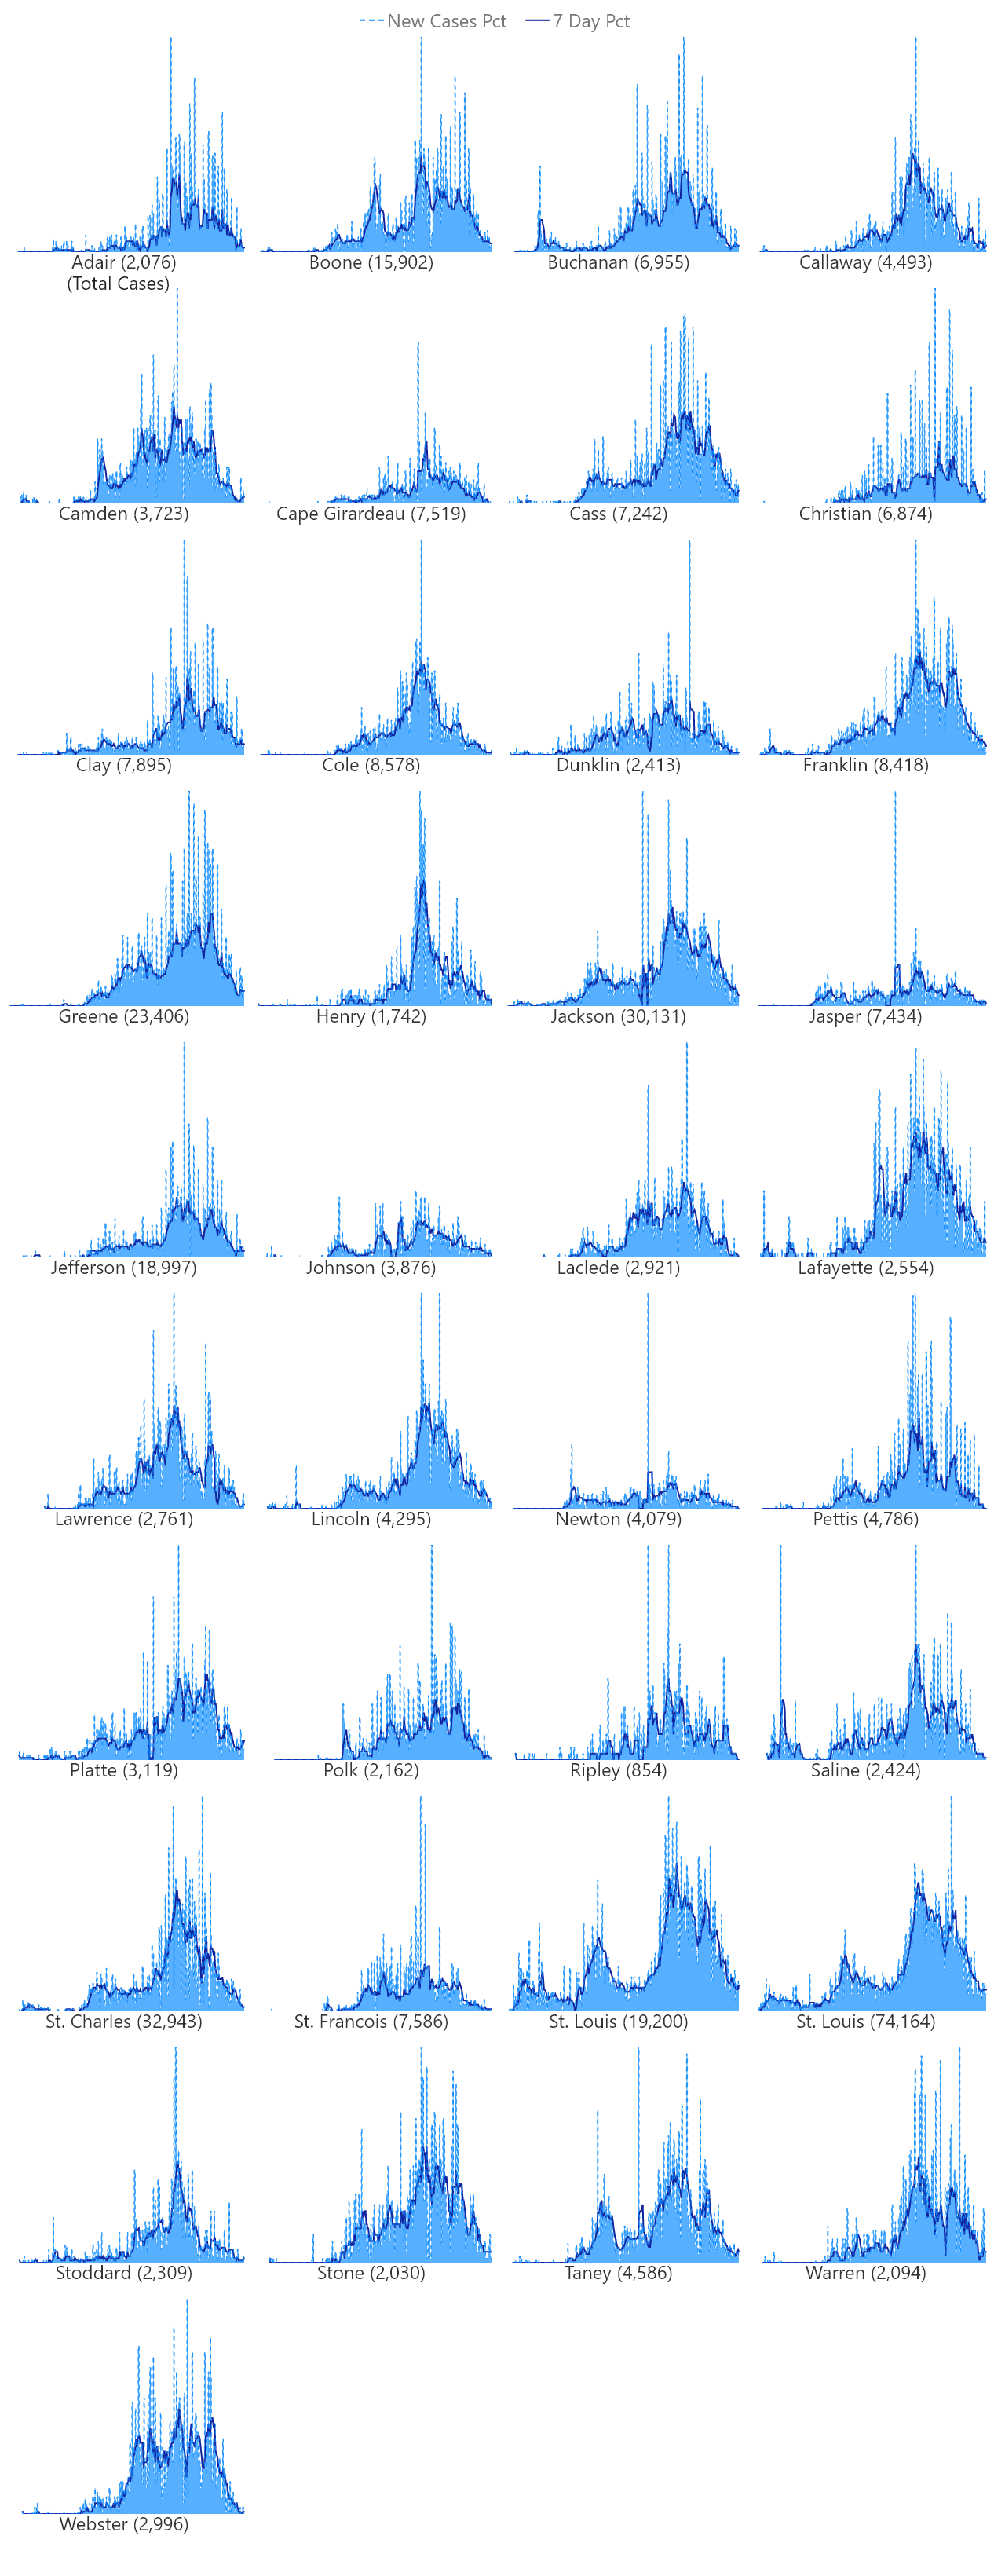 New Cases Pct 7 Day Pct
Adair (2,076) Boone (15,902) Buchanan (6,955) Callaway (4,493)
(Total Cases)
Camden (3,723) Cape Girardeau (7,519) Cass (7,242) Christian (6,874)
Clay (7,895) Cole (8,578) Dunklin (2,413) Franklin (8,418)
Greene (23,406) Henry (1,742) Jackson (30,131) Jasper (7,434)
Jefferson (18,997) Johnson (3,876) Laclede (2,921) Lafayette (2,554)
Lawrence (2,761) Lincoln (4,295) Newton (4,079) Pettis (4,786)
Platte (3,119) Polk (2,162) Ripley (854) Saline (2,424)
St. Charles (32,943) St. Francois (7,586) St. Louis (19,200) St. Louis (74,164)
Stoddard (2,309) Stone (2,030) Taney (4,586) Warren (2,094)
Webster (2,996)